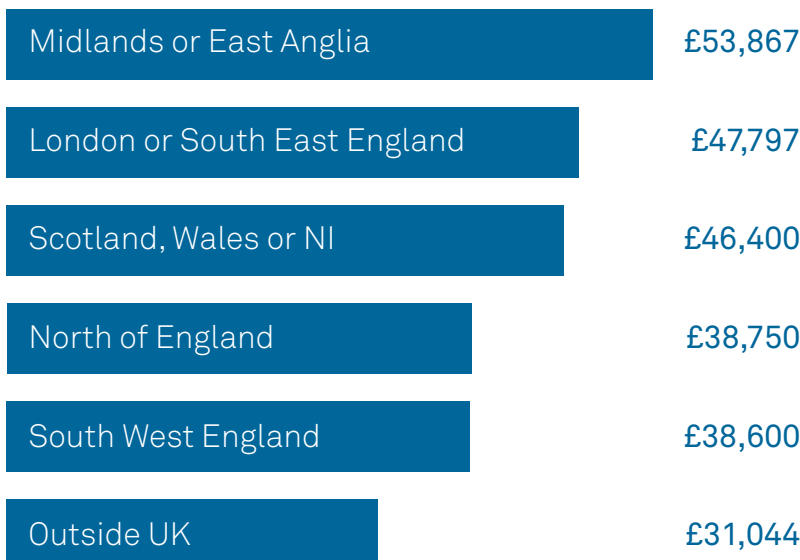 Midlands or East Anglia £53,867
London or South East England £47,797
Scotland, Wales or NI £46,400
North of England £38,750
South West England £38,600
Outside UK £31,044